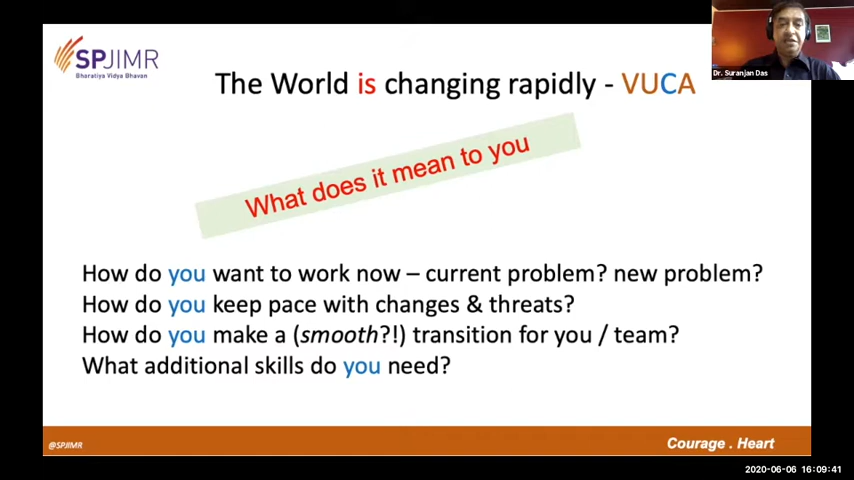 SPJIMR
Bharatiya Vidya Bhavan
The World is changing rapidly - VUCA
Dr. Suranjan Das
What does it mean to you
How do you want to work now – current problem? new problem?
How do you keep pace with changes & threats?
How do you make a (smooth?!) transition for you / team?
What additional skills do you need?
@SPJIMR
Courage . Heart
2020-06-06 16:09:41